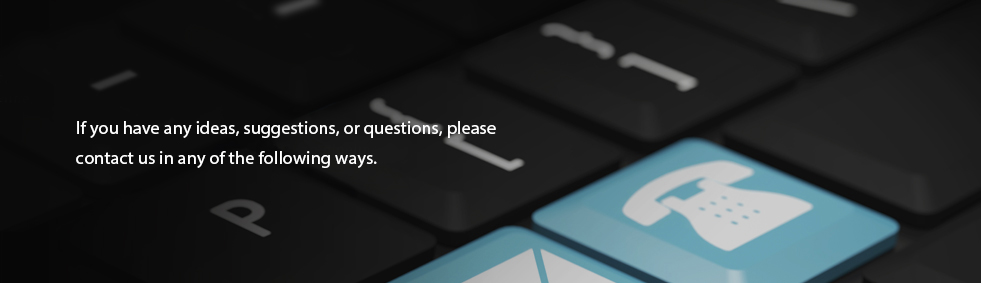 If you have any ideas, suggestions, or questions, please
contact us in any of the following ways.
} ]
{ [
P